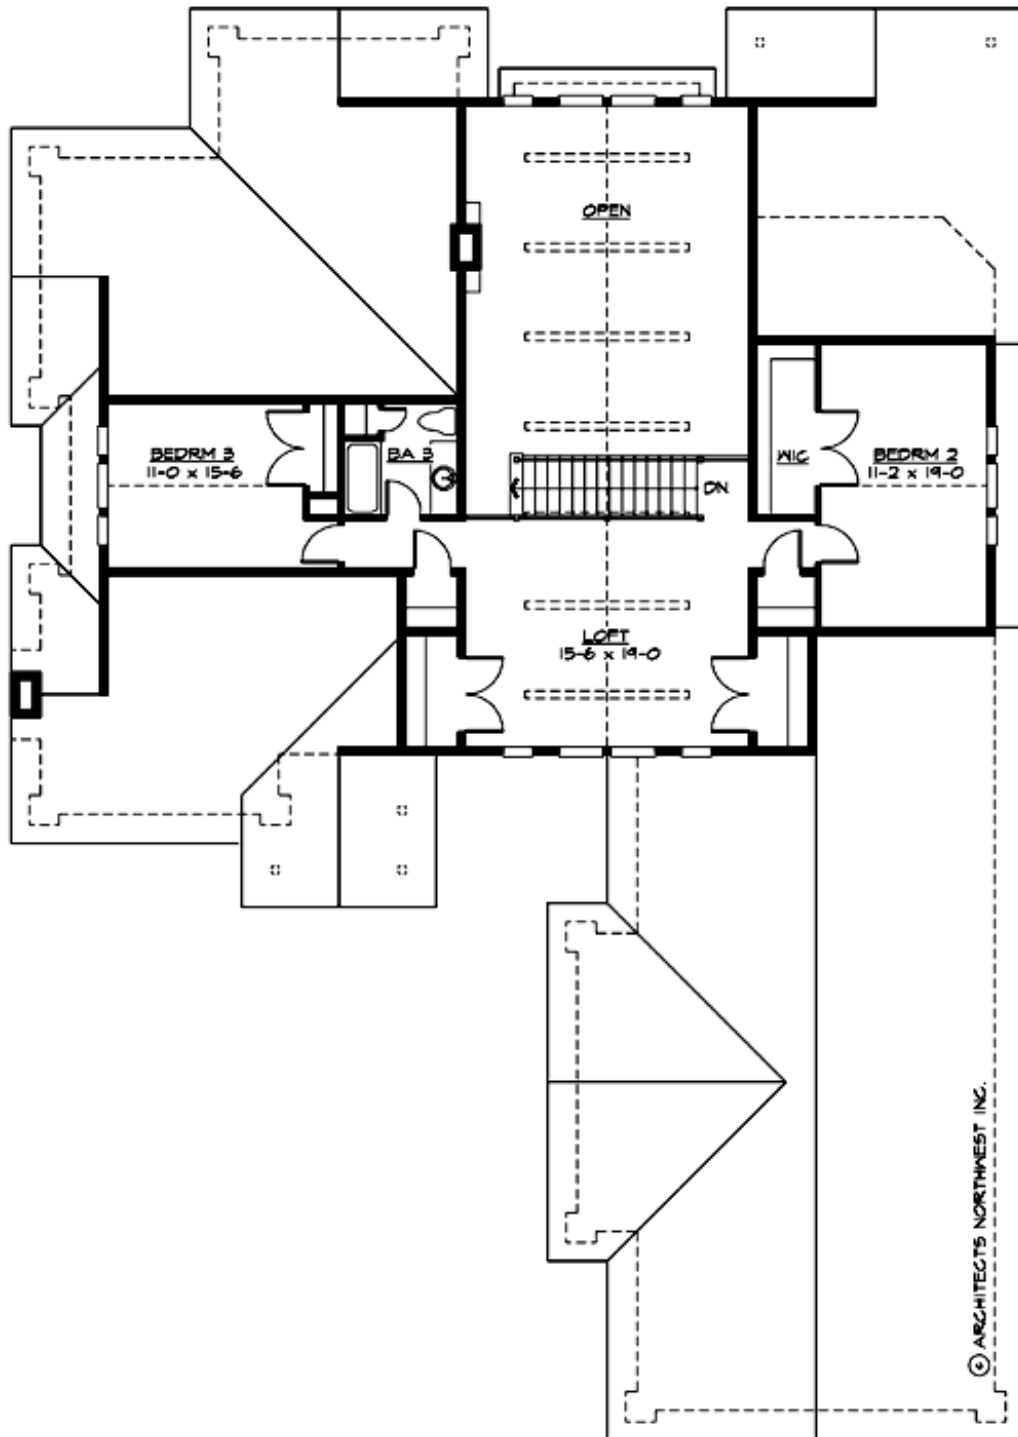 OPEN
BEDRM 3
11-0 x 15-6
BA 3
WIC
BEDRM 2
11-2 x 19-0
DN
LOFT
15-6 x 19-0
© ARCHITECTS NORTHWEST INC.